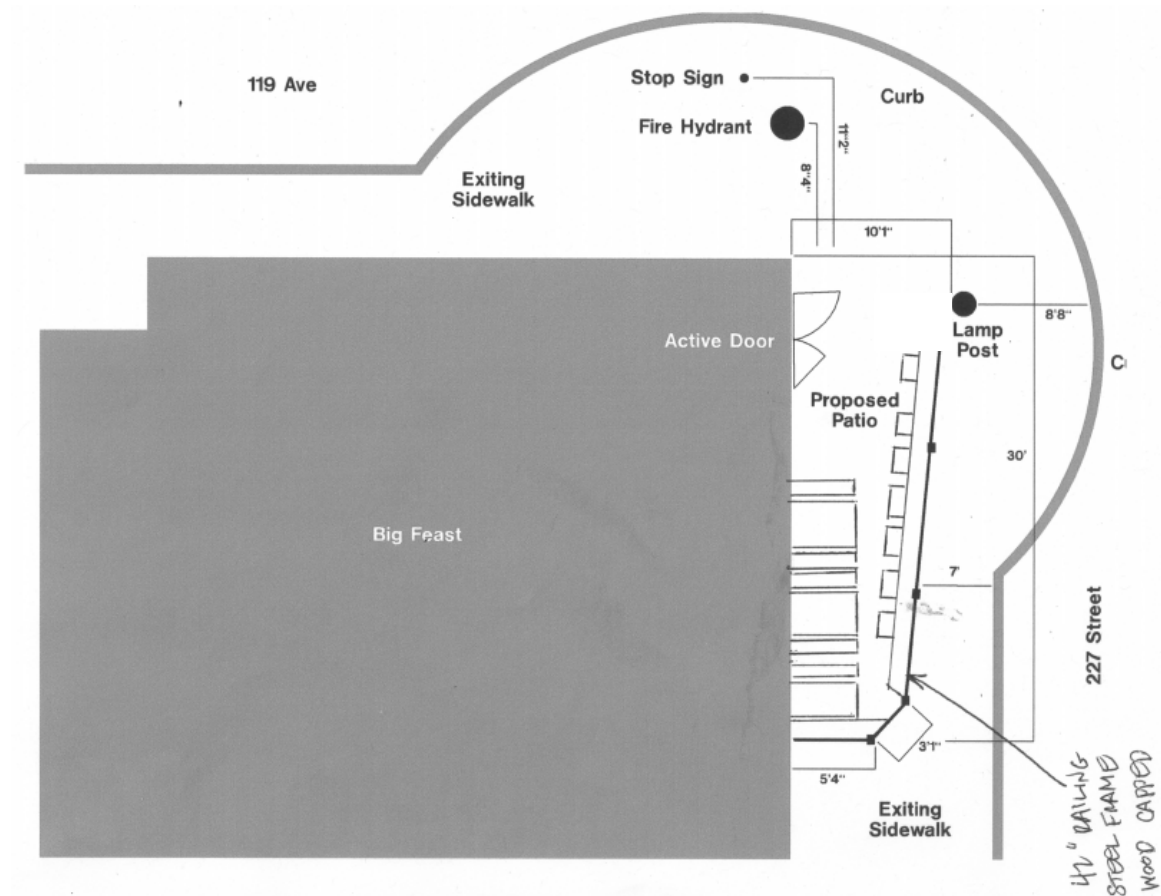 119 Ave
Stop Sign
Curb
Fire Hydrant
11"2"
8"4"
Exiting
Sidewalk
10'1"
8'8"
Lamp
Post
Active Door
C
Proposed
Patio
30'
Big Feast
7'
227 Street
3'1"
5'4"
Exiting
Sidewalk
42" RAILING
STEEL FRAME
WOOD CAPPED